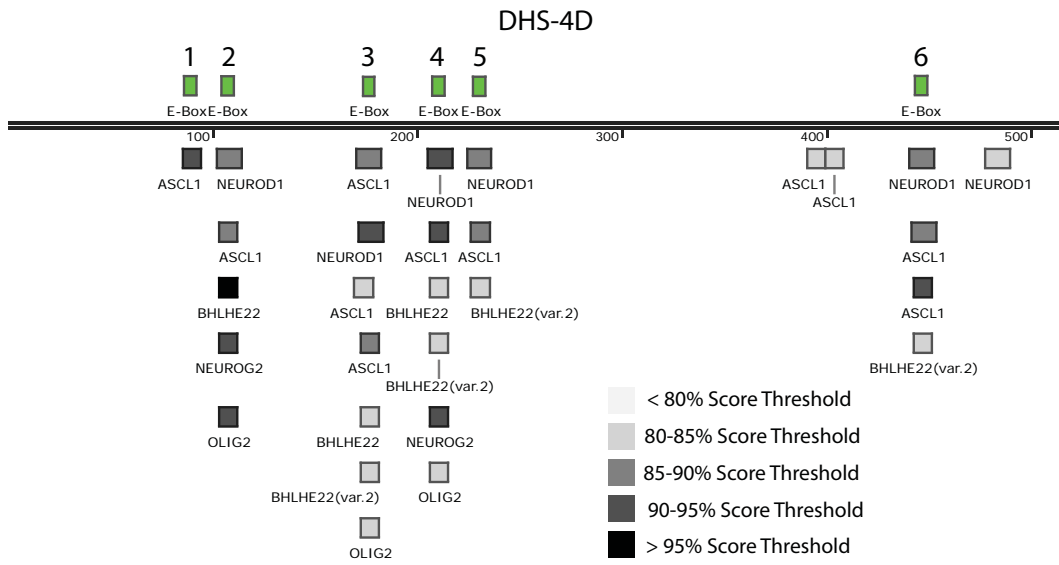 DHS-4D
1 2 3 4 5 6
E-Box E-Box E-Box E-Box E-Box E-Box
100 200 300 400 500
ASCL1 NEUROD1 ASCL1 NEUROD1 ASCL1 NEUROD1 NEUROD1
NEUROD1 ASCL1
ASCL1 NEUROD1 ASCL1 ASCL1 ASCL1
BHLHE22 ASCL1 BHLHE22 BHLHE22(var.2) ASCL1
NEUROG2 ASCL1 BHLHE22(var.2)
BHLHE22(var.2)
OLIG2 BHLHE22 NEUROG2
BHLHE22(var.2) OLIG2
OLIG2
< 80% Score Threshold
80-85% Score Threshold
85-90% Score Threshold
90-95% Score Threshold
> 95% Score Threshold